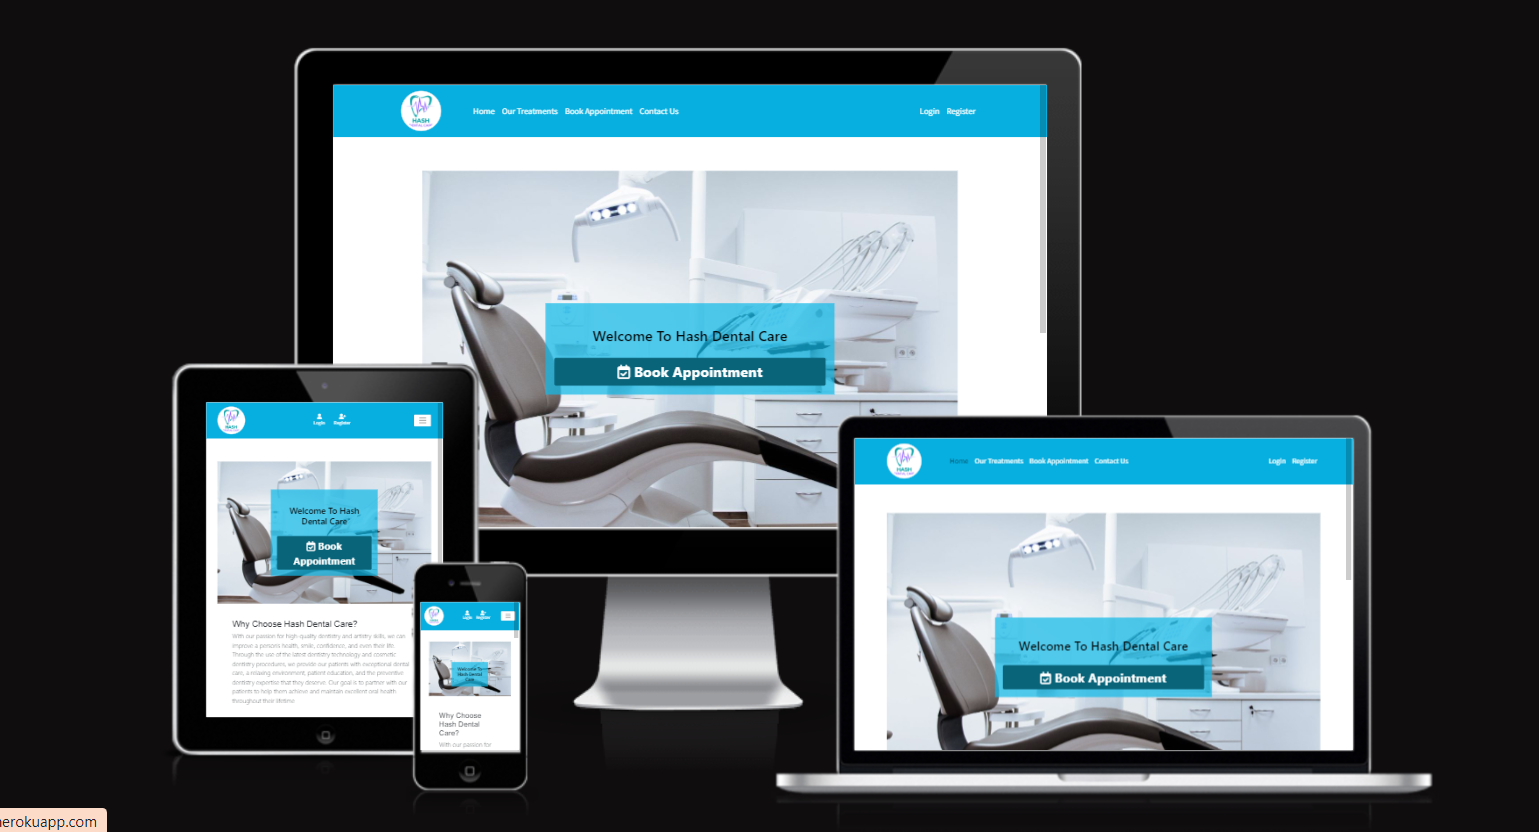 HASH
DENTAL CARE
Home Our Treatments Book Appointment Contact Us
Login Register
Welcome To Hash Dental Care
Book Appointment
HASH
Login Register
Welcome To Hash
Dental Care"
Book
Appointment
Why Choose Hash Dental Care?
With our passion for high-quality dentistry and artistry skills, we can
improve a persons health, smile, confidence, and even their life.
Through the use of the latest dentistry technology and cosmetic
dentistry procedures, we provide our patients with exceptional dental
care, a relaxing environment, patient education, and the preventive
dentistry expertise that they deserve. Our goal is to partner with our
patients to help them achieve and maintain excellent oral health
throughout their lifetime.
Login Register
Welcome To
Hash Dental
Care
Why Choose
Hash Dental
Care?
With our passion for
HASH
DENTAL CARE
Home Our Treatments Book Appointment Contact Us
Login Register
Welcome To Hash Dental Care
Book Appointment
herokuapp.com